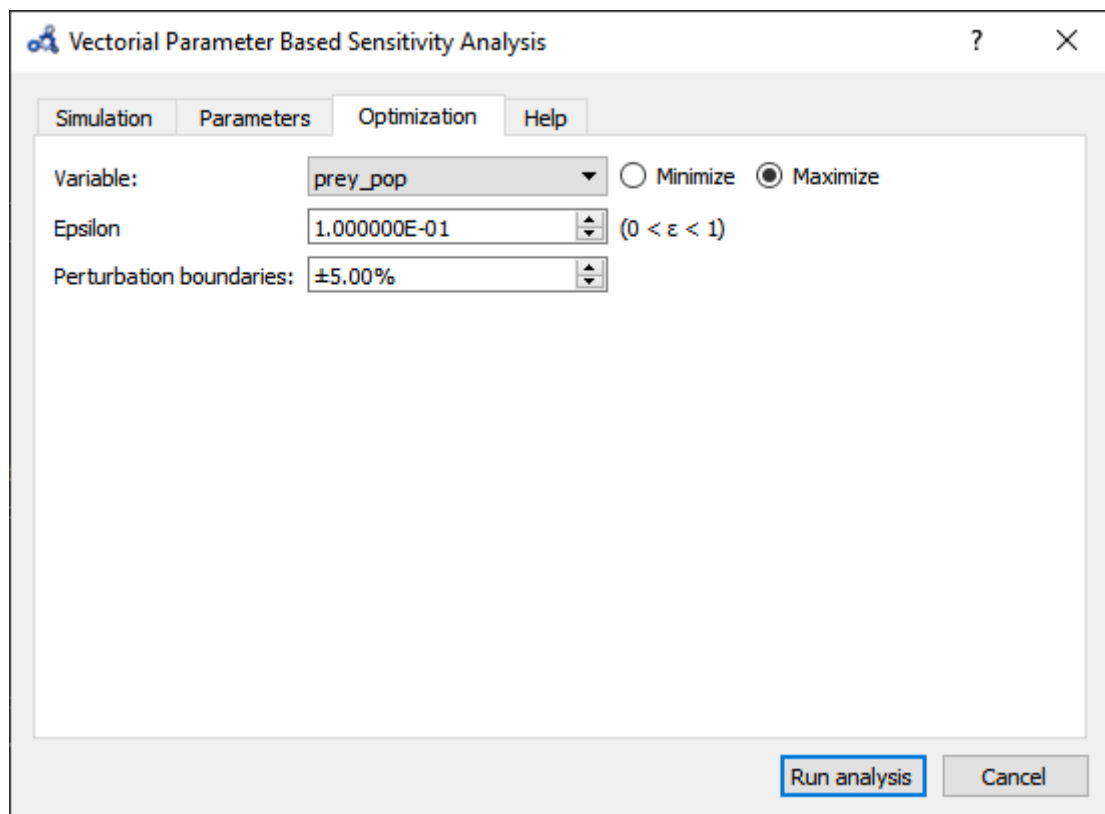 Vectorial Parameter Based Sensitivity Analysis ?
Simulation Parameters Optimization Help
Variable: prey_pop Minimize Maximize
Epsilon 1.000000E-01 (0 < ε < 1)
Perturbation boundaries: ±5.00%
Run analysis Cancel